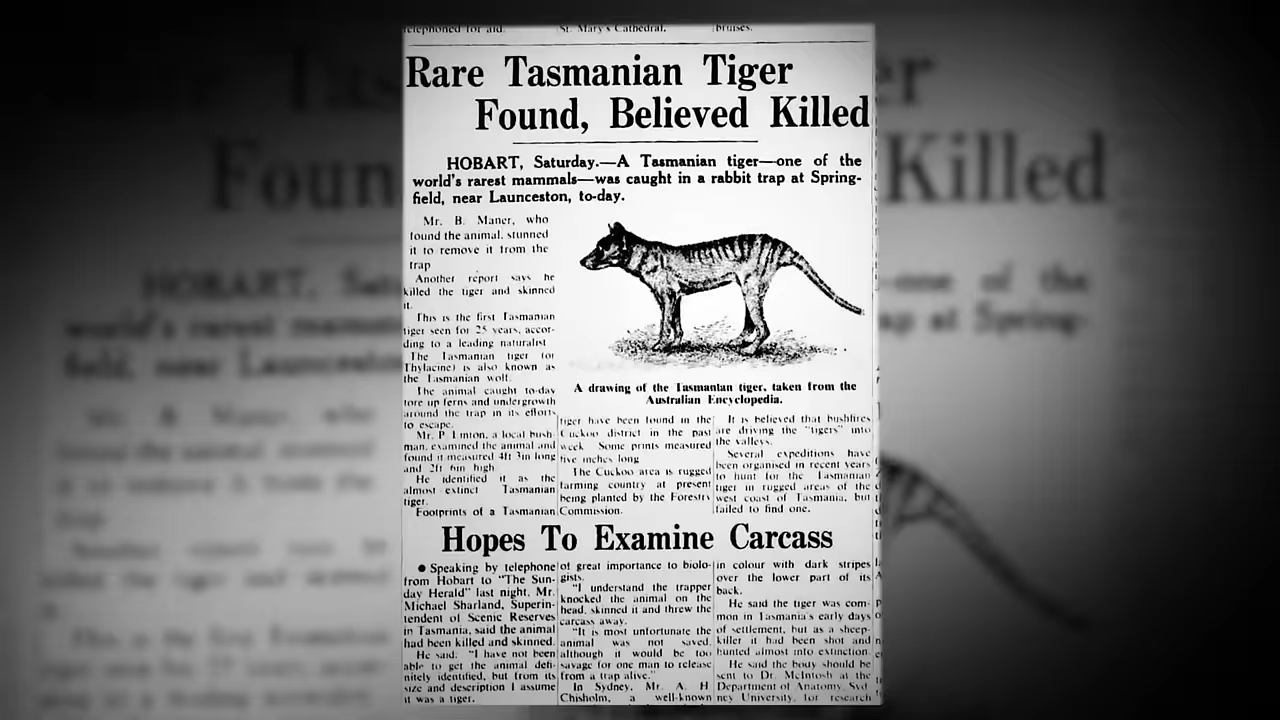 telephoned for aid.
St. Mary's Cathedral,
bruises.
Rare Tasmanian Tiger
Found, Believed Killed
HOBART, Saturday.—A Tasmanian tiger—one of the
world's rarest mammals—was caught in a rabbit trap at Spring-
field, near Launceston, to-day.
Mr. B. Maner, who
found the animal, stunned
it to remove it from the
trap
Another report says he
killed the tiger and skinned
it.
This is the first Tasmanian
tiger seen for 25 years, accor-
ding to a leading naturalist
The Tasmanian tiger (or
Thylacine) is also known as
the Tasmanian wolf.
The animal caught to-day
tore up ferns and undergrowth
around the trap in its efforts
to escape.
Mr. P. Linton, a local bush-
man, examined the animal and
found it measured 4ft 3in long
and 2ft 6in high
He identified it as the
almost extinct Tasmanian
tiger.
Footprints of a Tasmanian
A drawing of the Tasmanian tiger, taken from the
Australian Encyclopedia.
tiger have been found in the
Cuckoo district in the past
week Some prints measured
five inches long
The Cuckoo area is rugged
farming country at present
being planted by the Forestry
Commission.
It is believed that bushfires
are driving the "tigers" into
the valleys.
Several expeditions have
been organised in recent years
to hunt for the Tasmanian
tiger in rugged areas of the
west coast of Tasmania, but
failed to find one.
Hopes To Examine Carcass
● Speaking by telephone
from Hobart to "The Sun-
day Herald" last night, Mr.
Michael Sharland, Superin-
tendent of Scenic Reserves
in Tasmania, said the animal
had been killed and skinned.
He said: "I have not been
able to get the animal defi-
nitely identified, but from its
size and description I assume
it was a tiger.
of great importance to biolo-
gists.
"I understand the trapper
knocked the animal on the
head, skinned it and threw the
carcass away.
"It is most unfortunate the
animal was not saved,
although it would be too
savage for one man to release
from a trap alive."
In Sydney, Mr. A. H
Chisholm, a well-known
in colour with dark stripes
over the lower part of its
back.
He said the tiger was com-
mon in Tasmania's early days
of settlement, but as a sheep-
killer it had been shot and
hunted almost into extinction.
He said the body should be
sent to Dr. McIntosh at the
Department of Anatomy, Syd-
ney University, for research